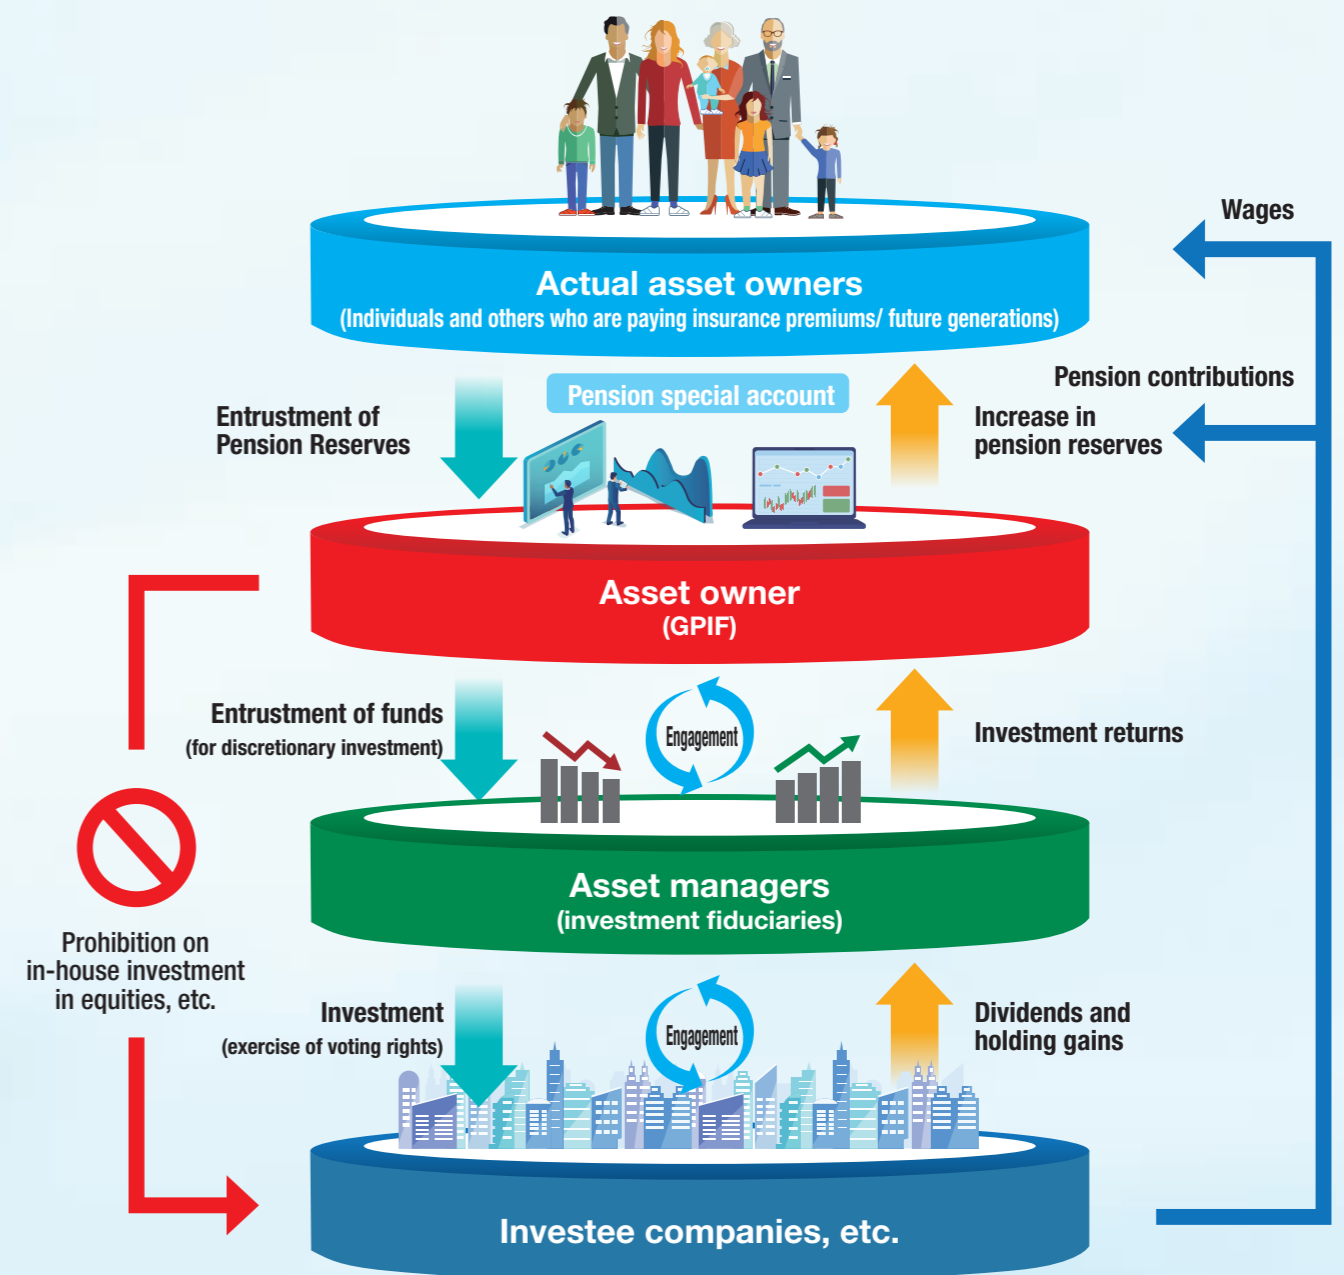 Wages
Actual asset owners
(Individuals and others who are paying insurance premiums/ future generations)
Pension contributions
Pension special account
Entrustment of
Pension Reserves
Increase in
pension reserves
Asset owner
(GPIF)
Entrustment of funds
(for discretionary investment)
Engagement
Investment returns
Asset managers
(investment fiduciaries)
Prohibition on
in-house investment
in equities, etc.
Investment
(exercise of voting rights)
Engagement
Dividends and
holding gains
Investee companies, etc.